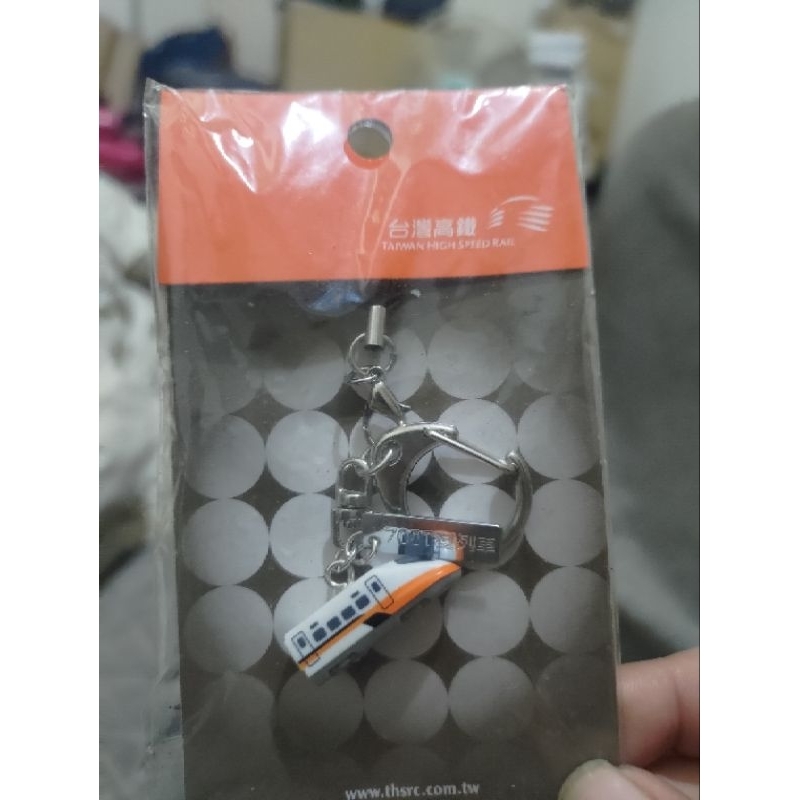 台灣高鐵
TAIWAN HIGH SPEED RAIL
www.thsrc.com.tw